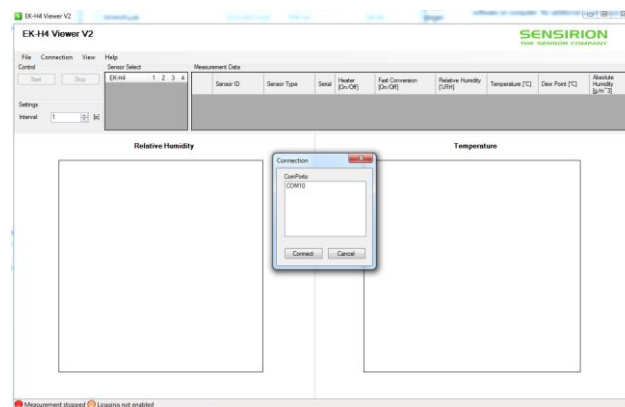 EK-H4 Viewer V2
EK-H4 Viewer V2
SENSIRION
THE SENSOR COMPANY
File Connection View Help
Control Sensor Select Measurement Data
Start Stop EK-H4 1 2 3 4
Sensor ID Sensor Type Serial Heater [On/Off] Fast Conversion [On/Off] Relative Humidity [%RH] Temperature [°C] Dew Point [°C] Absolute Humidity [g/m^3]
Settings
Interval: 1 [s]
Relative Humidity Temperature
Connection
ComPorts:
COM10
Connect Cancel
Measurement stopped Logging not enabled